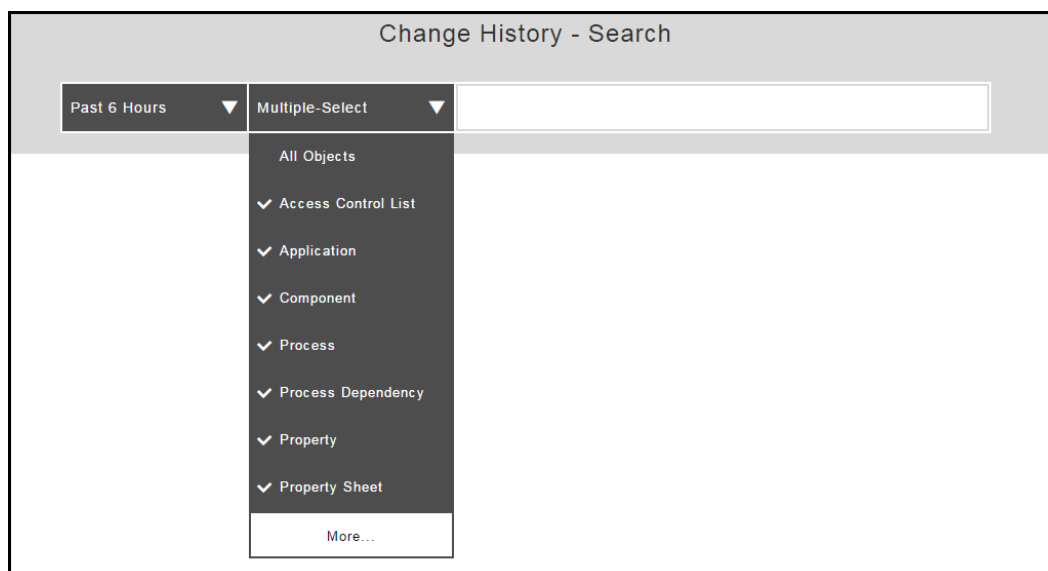 Change History - Search
Past 6 Hours
Multiple-Select
All Objects
Access Control List
Application
Component
Process
Process Dependency
Property
Property Sheet
More...